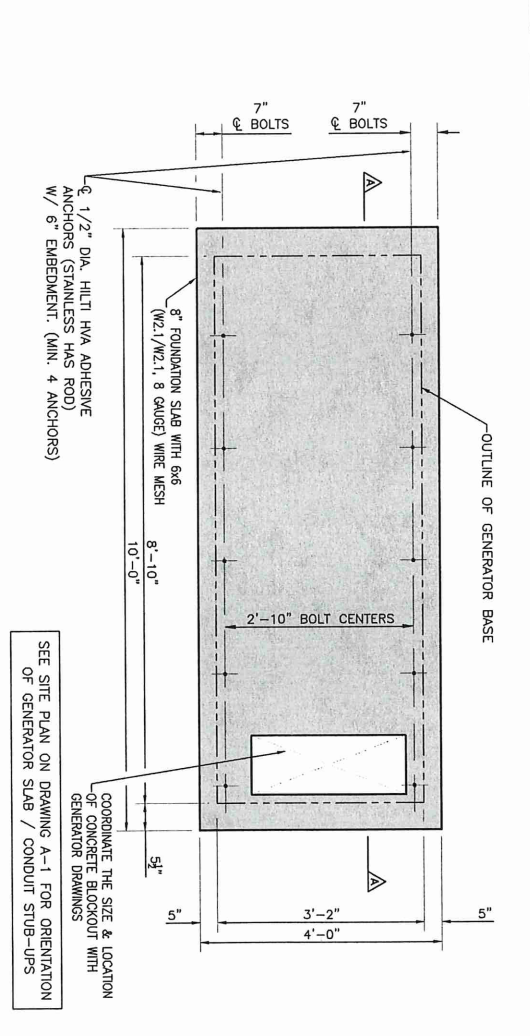 7"
℄ BOLTS
7"
℄ BOLTS
A
℄ 1/2" DIA. HILTI HVA ADHESIVE
ANCHORS (STAINLESS HAS ROD)
W/ 6" EMBEDMENT. (MIN. 4 ANCHORS)
8" FOUNDATION SLAB WITH 6x6
(W2.1/W2.1, 8 GAUGE) WIRE MESH
OUTLINE OF GENERATOR BASE
2'-10" BOLT CENTERS
8'-10"
10'-0"
5½"
A
5"
3'-2"
4'-0"
5"
COORDINATE THE SIZE & LOCATION
OF CONCRETE BLOCKOUT WITH
GENERATOR DRAWINGS
SEE SITE PLAN ON DRAWING A-1 FOR ORIENTATION
OF GENERATOR SLAB / CONDUIT STUB-UPS